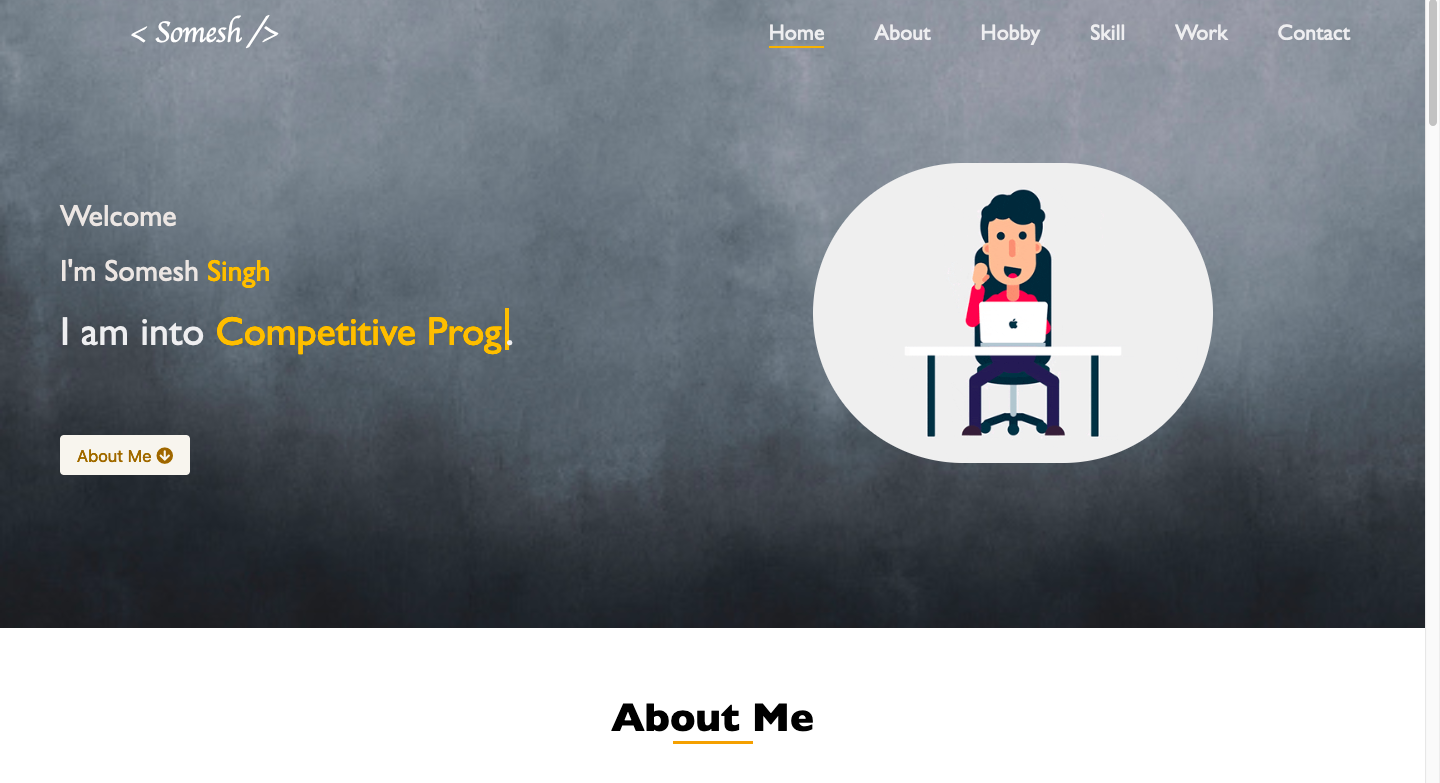 < Somesh />
Home About Hobby Skill Work Contact
Welcome
I'm Somesh Singh
I am into Competitive Prog|.
About Me
About Me